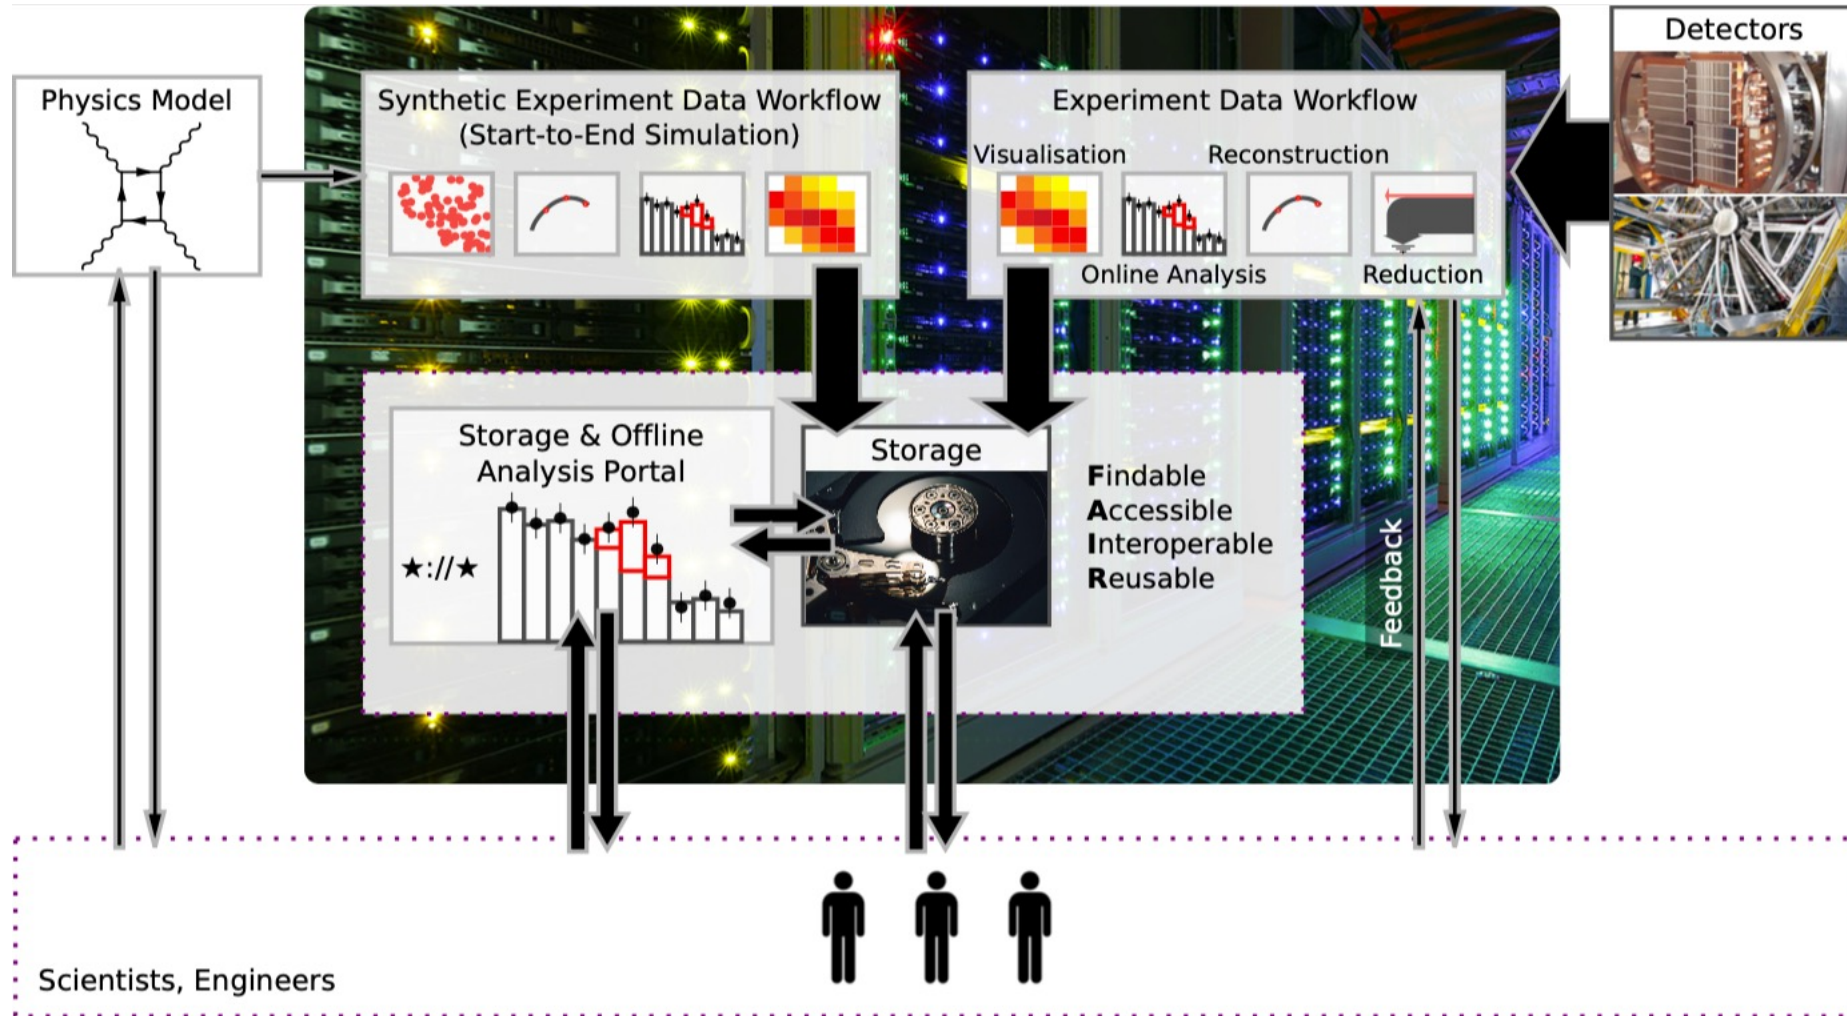 Detectors
Physics Model
Synthetic Experiment Data Workflow
(Start-to-End Simulation)
Experiment Data Workflow
Visualisation
Reconstruction
Online Analysis
Reduction
Storage & Offline
Analysis Portal
★://★
Storage
Findable
Accessible
Interoperable
Reusable
Feedback
Scientists, Engineers